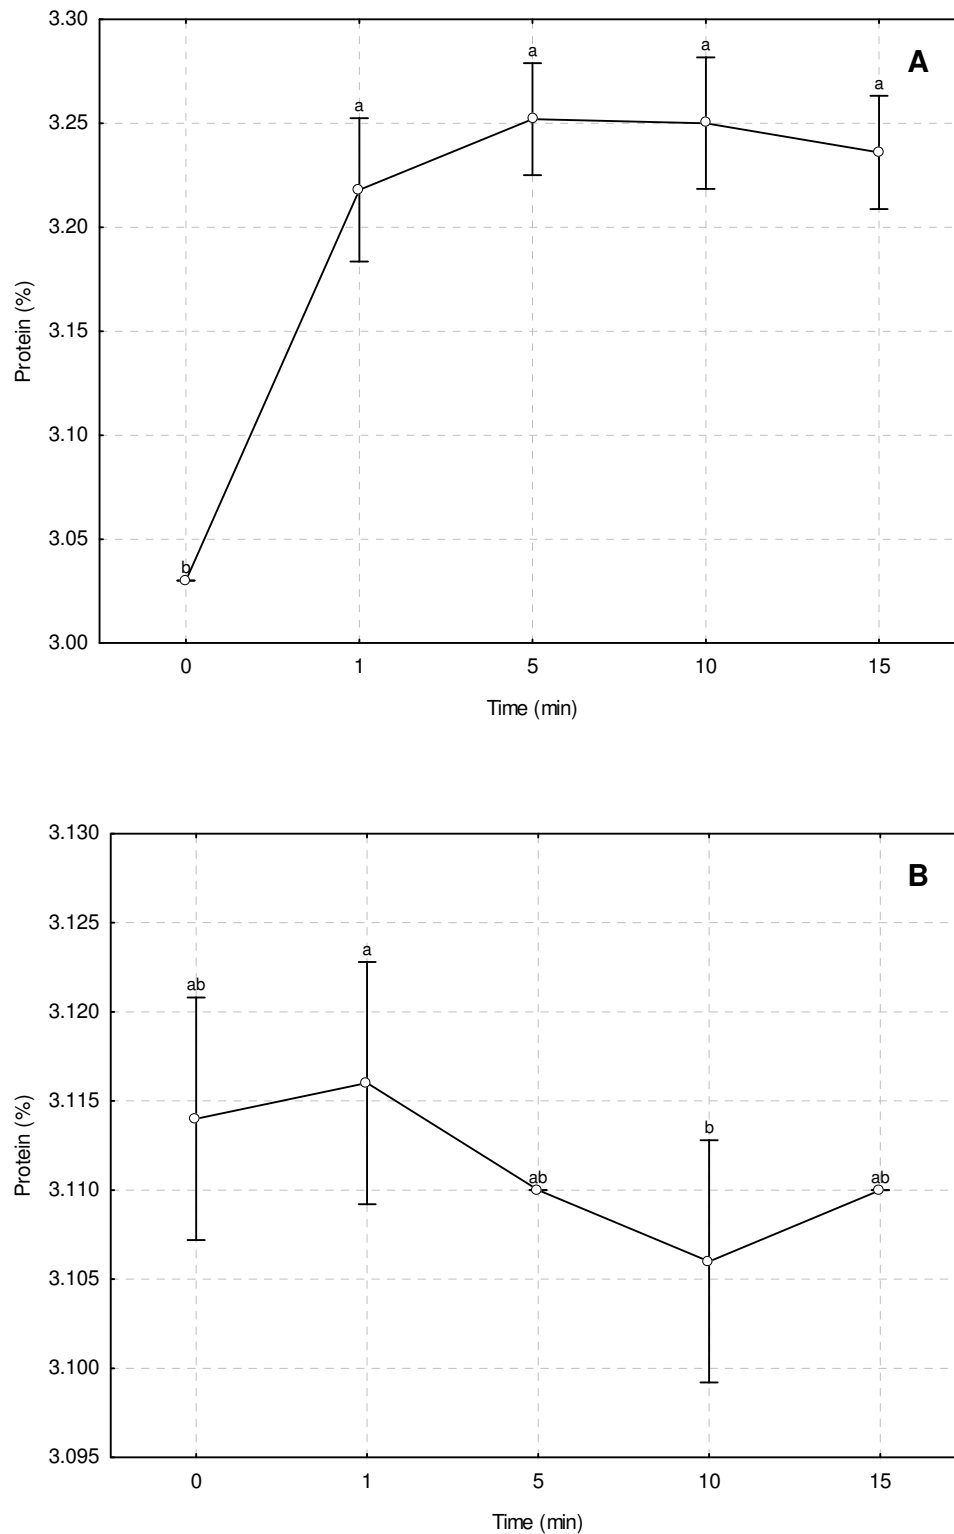 3.30
A
a
a
a
a
3.25
3.20
3.15
3.10
3.05
b
3.00
Protein (%)
0 1 5 10 15
Time (min)
3.130
B
3.125
a
ab
3.120
3.115
b
3.110
ab
ab
3.105
3.100
3.095
Protein (%)
0 1 5 10 15
Time (min)